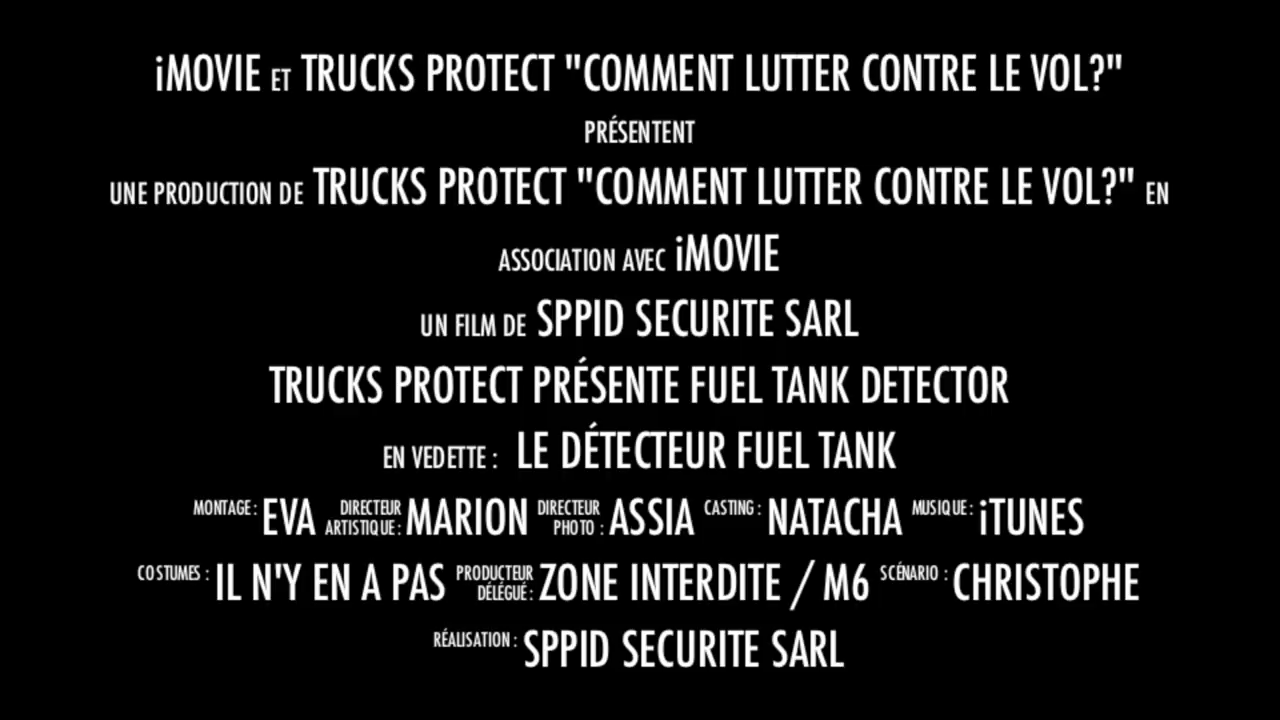 iMOVIE ET TRUCKS PROTECT "COMMENT LUTTER CONTRE LE VOL?"
PRÉSENTENT
UNE PRODUCTION DE TRUCKS PROTECT "COMMENT LUTTER CONTRE LE VOL?" EN
ASSOCIATION AVEC iMOVIE
UN FILM DE SPPID SECURITE SARL
TRUCKS PROTECT PRÉSENTE FUEL TANK DETECTOR
EN VEDETTE : LE DÉTECTEUR FUEL TANK
MONTAGE : EVA DIRECTEUR ARTISTIQUE : MARION DIRECTEUR PHOTO : ASSIA CASTING : NATACHA MUSIQUE : iTUNES
COSTUMES : IL N'Y EN A PAS PRODUCTEUR DÉLÉGUÉ : ZONE INTERDITE / M6 SCÉNARIO : CHRISTOPHE
RÉALISATION : SPPID SECURITE SARL